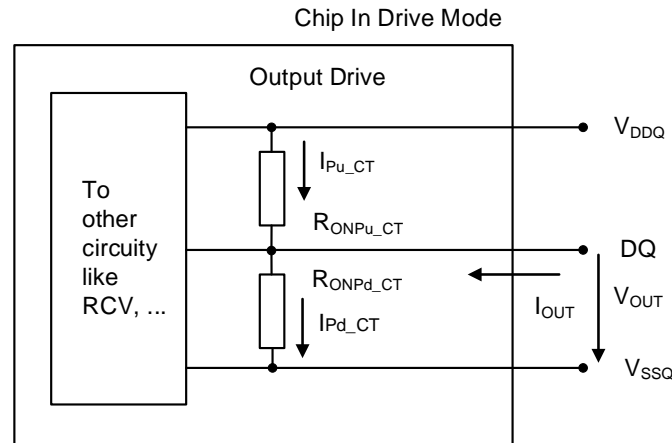 Chip In Drive Mode
Output Drive
To
other
circuity
like
RCV, ...
I_Pu_CT
R_ONPu_CT
R_ONPd_CT
I_Pd_CT
V_DDQ
DQ
I_OUT
V_OUT
V_SSQ